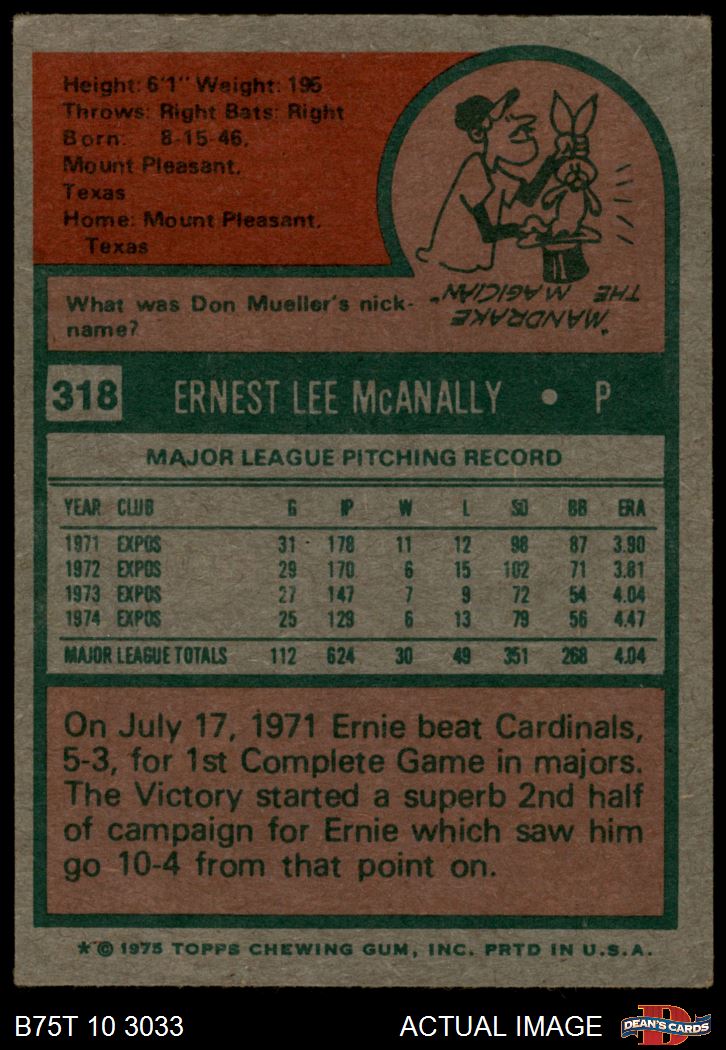 Height: 6'1" Weight: 195
Throws: Right Bats: Right
Born: 8-15-46,
Mount Pleasant,
Texas
Home: Mount Pleasant,
Texas
What was Don Mueller's nick-
name?
"MANDRAKE
THE MAGICIAN"
318 ERNEST LEE McANALLY • P
MAJOR LEAGUE PITCHING RECORD
YEAR CLUB G IP W L SO BB ERA
1971 EXPOS 31 178 11 12 98 87 3.90
1972 EXPOS 29 170 6 15 102 71 3.81
1973 EXPOS 27 147 7 9 72 54 4.04
1974 EXPOS 25 129 6 13 79 56 4.47
MAJOR LEAGUE TOTALS 112 624 30 49 351 268 4.04
On July 17, 1971 Ernie beat Cardinals,
5-3, for 1st Complete Game in majors.
The Victory started a superb 2nd half
of campaign for Ernie which saw him
go 10-4 from that point on.
*© 1975 TOPPS CHEWING GUM, INC. PRTD IN U.S.A.
B75T 10 3033 ACTUAL IMAGE
D
DEAN'S CARDS